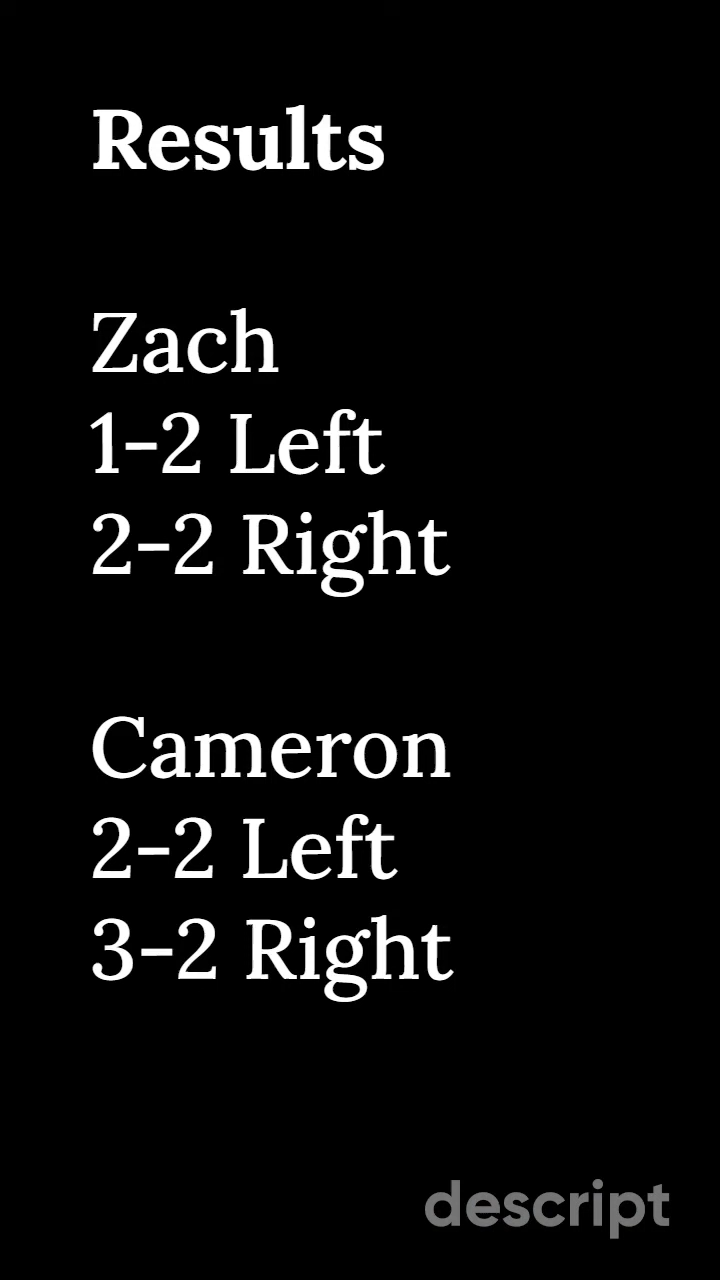 Results
Zach
1-2 Left
2-2 Right
Cameron
2-2 Left
3-2 Right
descript